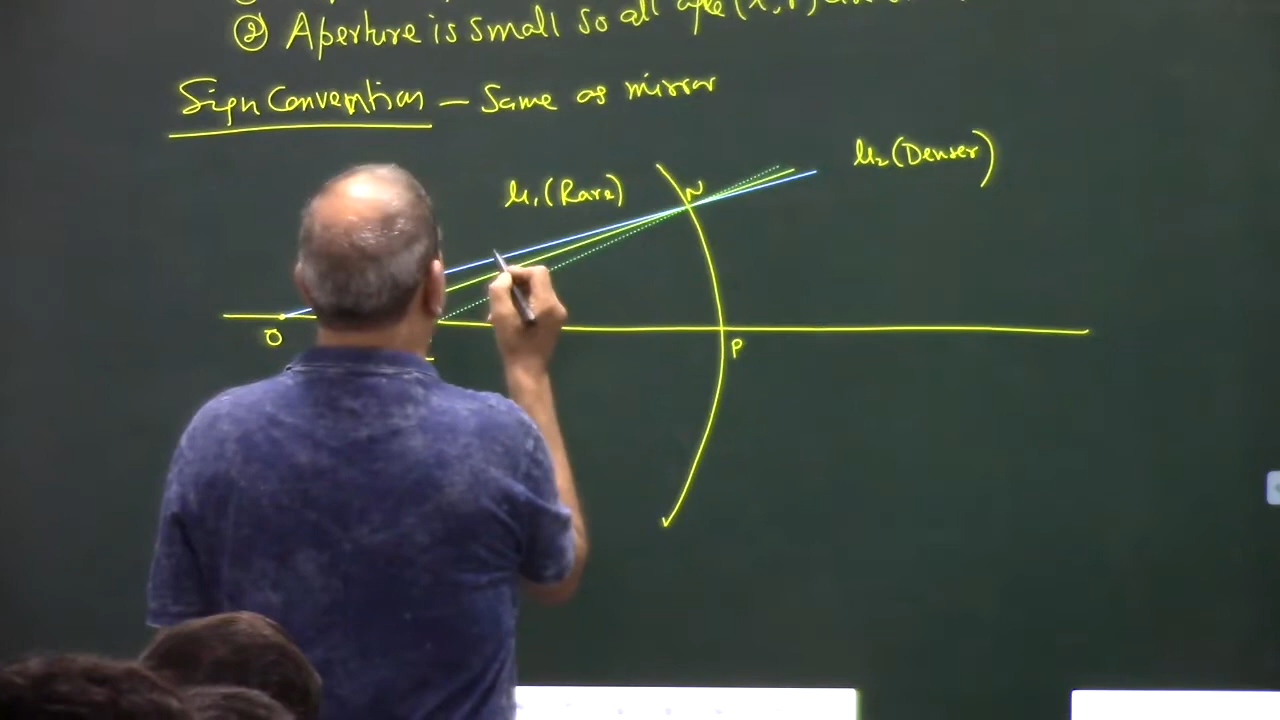 ② Aperture is small so all
Sign Convention — Same as mirror
μ₁(Rare)
N
μ₂(Denser)
O
P